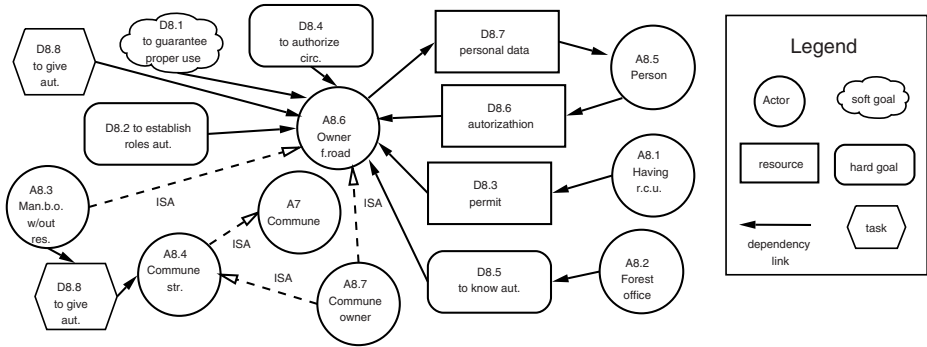 D8.8
to give
aut.
D8.1
to guarantee
proper use
D8.4
to authorize
circ.
D8.7
personal data
A8.5
Person
D8.2 to establish
roles aut.
A8.6
Owner
f.road
D8.6
autorizathion
A8.3
Man.b.o.
w/out
res.
ISA
A7
Commune
ISA
D8.3
permit
A8.1
Having
r.c.u.
ISA
D8.8
to give
aut.
A8.4
Commune
str.
ISA
A8.7
Commune
owner
D8.5
to know aut.
A8.2
Forest
office
Legend
Actor
soft goal
resource
hard goal
dependency
link
task